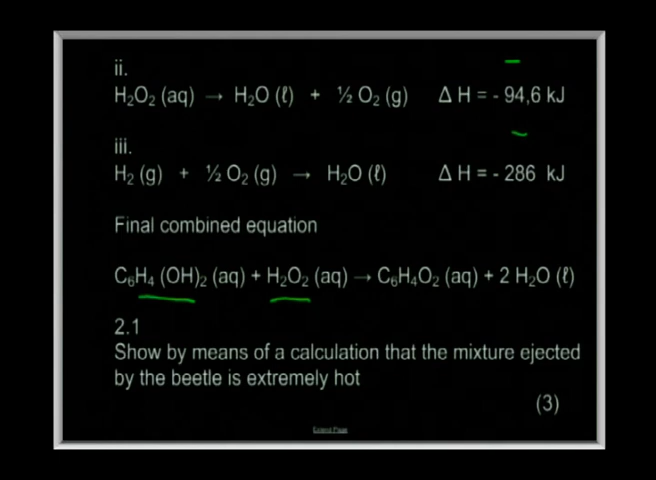 ii.
H₂O₂ (aq) → H₂O (ℓ) + ½ O₂ (g) Δ H = - 94,6 kJ
iii.
H₂ (g) + ½ O₂ (g) → H₂O (ℓ) Δ H = - 286 kJ
Final combined equation
C₆H₄ (OH)₂ (aq) + H₂O₂ (aq) → C₆H₄O₂ (aq) + 2 H₂O (ℓ)
2.1
Show by means of a calculation that the mixture ejected
by the beetle is extremely hot
(3)
Extend Page